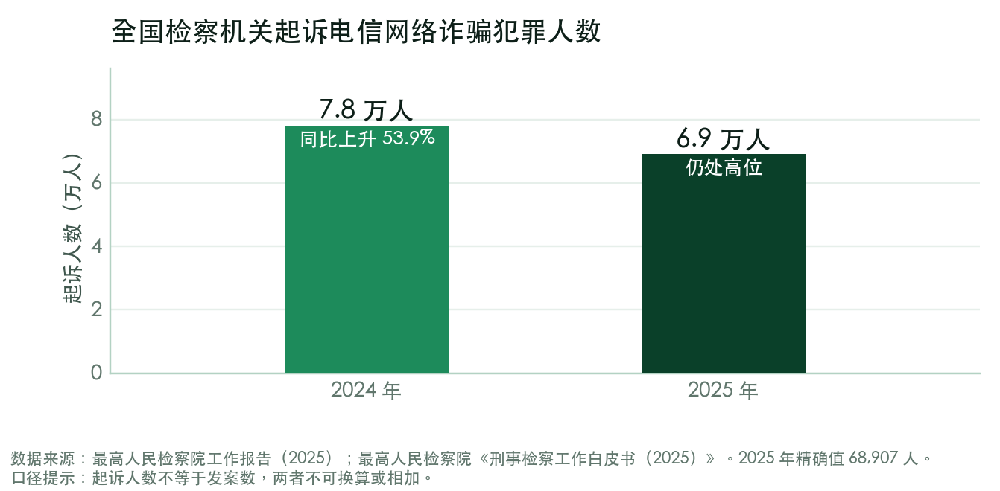 全国检察机关起诉电信网络诈骗犯罪人数
起诉人数（万人）
8
6
4
2
0
7.8 万人
同比上升 53.9%
6.9 万人
仍处高位
2024 年
2025 年
数据来源：最高人民检察院工作报告（2025）；最高人民检察院《刑事检察工作白皮书（2025）》。2025 年精确值 68,907 人。
口径提示：起诉人数不等于发案数，两者不可换算或相加。